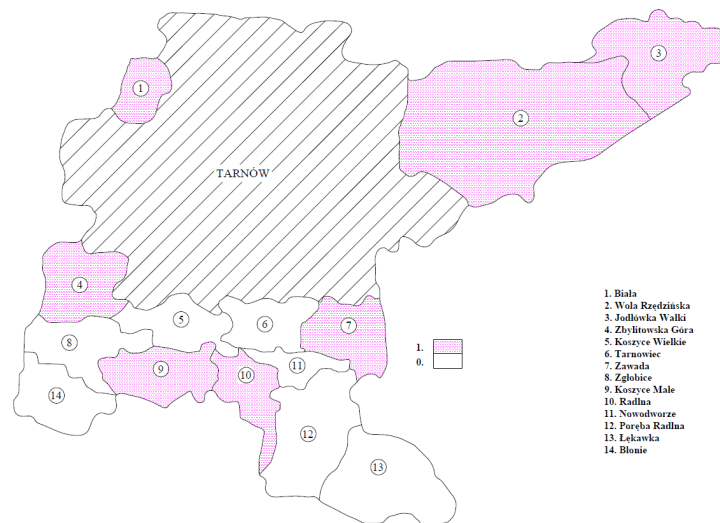 3
1
2
TARNÓW
4
5
6
7
8
9
10
11
12
13
14
1.
0.
1. Biała
2. Wola Rzędzińska
3. Jodłówka Wałki
4. Zbylitowska Góra
5. Koszyce Wielkie
6. Tarnowiec
7. Zawada
8. Zgłobice
9. Koszyce Małe
10. Radlna
11. Nowodworze
12. Poręba Radlna
13. Łękawka
14. Błonie